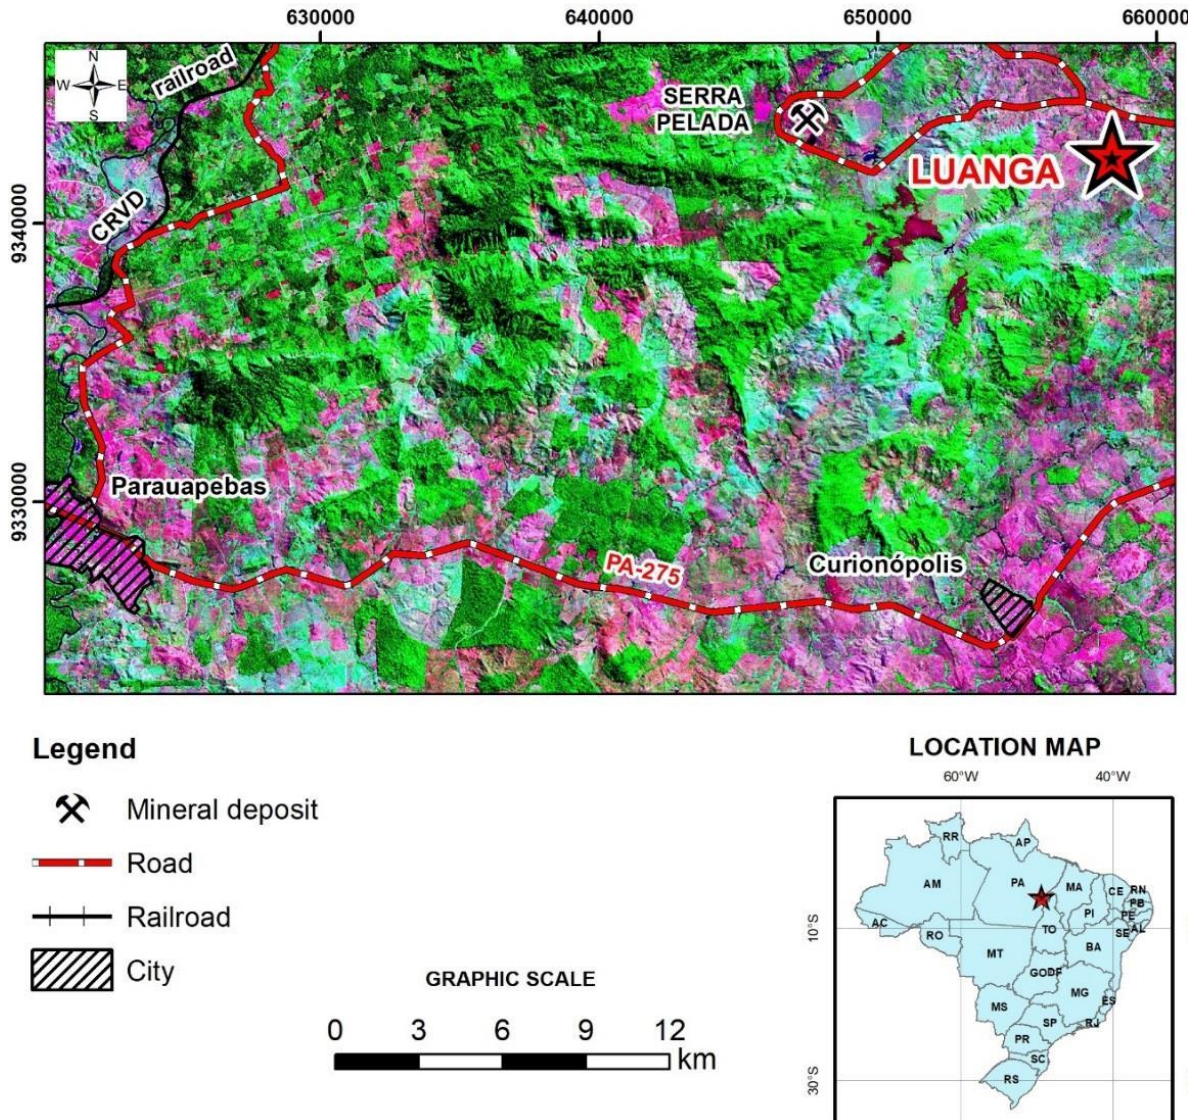 630000
640000
650000
660000
9340000
9330000
N
W E
S
railroad
CRVD
SERRA
PELADA
LUANGA
Parauapebas
PA-275
Curionópolis
Legend
Mineral deposit
Road
Railroad
City
GRAPHIC SCALE
0 3 6 9 12
km
LOCATION MAP
60°W 40°W
10°S
30°S
RR
AP
AM
PA
MA
CE
RN
PB
PI
PE
AL
AC
RO
TO
SE
MT
BA
GO
DF
MG
ES
MS
SP
RJ
PR
SC
RS